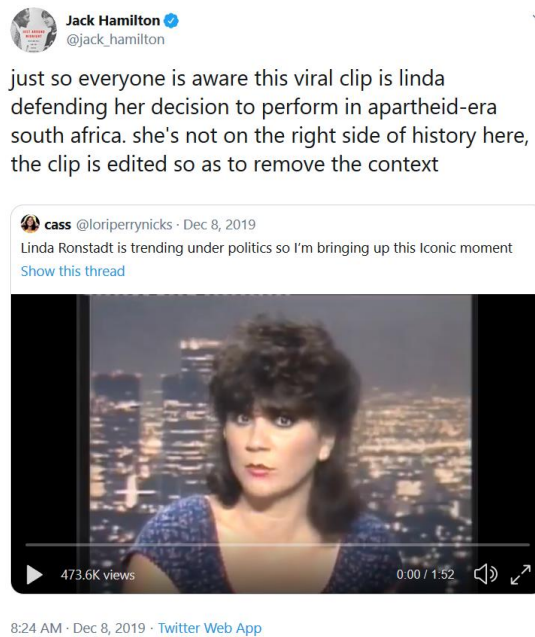 Jack Hamilton
@jack_hamilton
just so everyone is aware this viral clip is linda
defending her decision to perform in apartheid-era
south africa. she's not on the right side of history here,
the clip is edited so as to remove the context
cass @loriperrynicks · Dec 8, 2019
Linda Ronstadt is trending under politics so I'm bringing up this Iconic moment
Show this thread
473.6K views
0:00 / 1:52
8:24 AM · Dec 8, 2019 · Twitter Web App